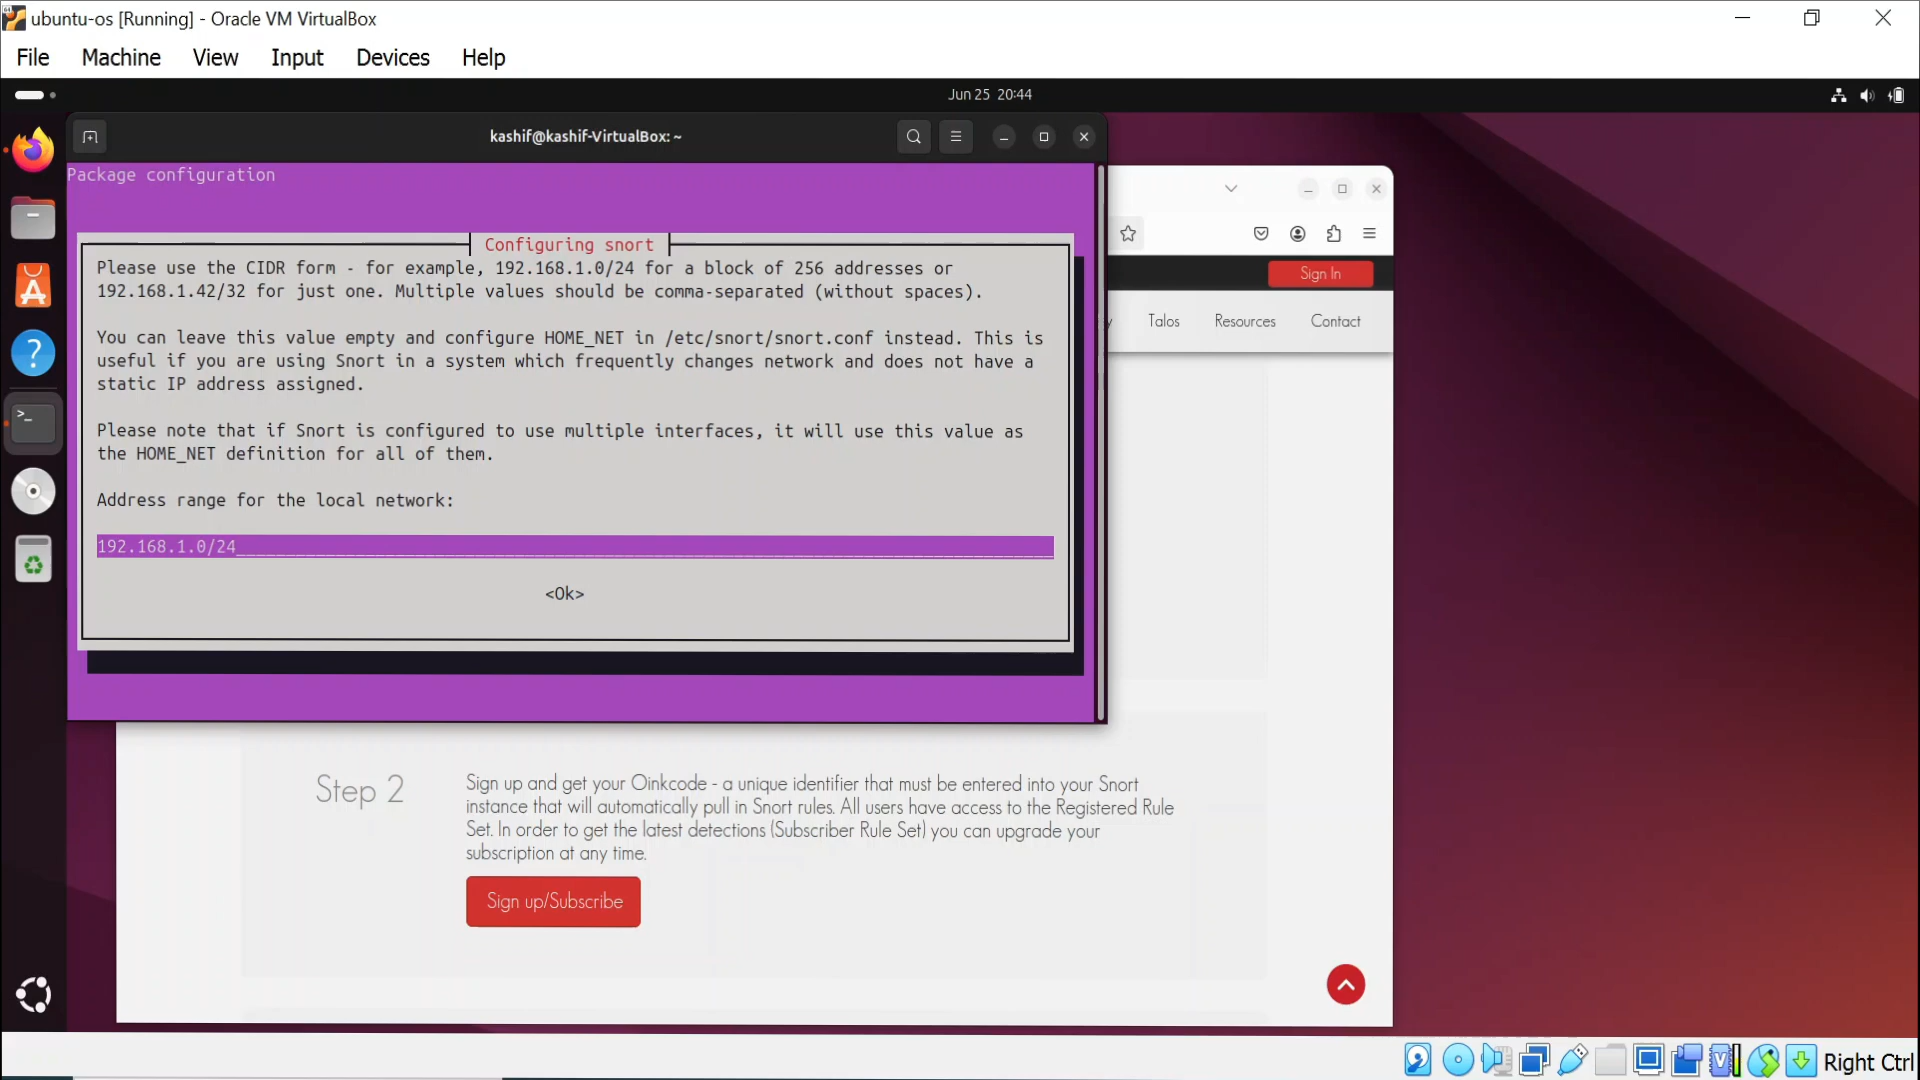 ubuntu-os [Running] - Oracle VM VirtualBox
File Machine View Input Devices Help
Jun 25 20:44
kashif@kashif-VirtualBox: ~
Package configuration
Configuring snort
Please use the CIDR form - for example, 192.168.1.0/24 for a block of 256 addresses or
192.168.1.42/32 for just one. Multiple values should be comma-separated (without spaces).
You can leave this value empty and configure HOME_NET in /etc/snort/snort.conf instead. This is
useful if you are using Snort in a system which frequently changes network and does not have a
static IP address assigned.
Please note that if Snort is configured to use multiple interfaces, it will use this value as
the HOME_NET definition for all of them.
Address range for the local network:
192.168.1.0/24
<Ok>
Sign In
Talos Resources Contact
Step 2
Sign up and get your Oinkcode - a unique identifier that must be entered into your Snort
instance that will automatically pull in Snort rules. All users have access to the Registered Rule
Set. In order to get the latest detections (Subscriber Rule Set) you can upgrade your
subscription at any time.
Sign up/Subscribe
Right Ctrl